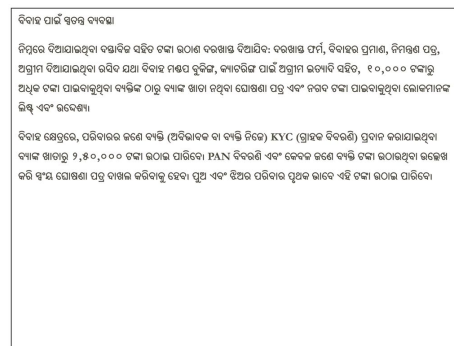 ବିବାହ ପାଇଁ ସ୍ୱତନ୍ତ୍ର ବ୍ୟବସ୍ଥା
ନିମ୍ନରେ ଦିଆଯାଇଥିବା ଦସ୍ତାବିଜ ସହିତ ଟଙ୍କା ଉଠାଣ ଦରଖାସ୍ତ ଦିଆଯିବ: ଦରଖାସ୍ତ ଫର୍ମ, ବିବାହର ପ୍ରମାଣ, ନିମନ୍ତ୍ରଣ ପତ୍ର,
ଅଗ୍ରୀମ ଦିଆଯାଇଥିବା ରସିଦ ଯଥା ବିବାହ ମଣ୍ଡପ ବୁକିଙ୍ଗ, କ୍ୟାଟରିଙ୍ଗ ପାଇଁ ଅଗ୍ରୀମ ଇତ୍ୟାଦି ସହିତ, ୧୦,୦୦୦ ଟଙ୍କାରୁ
ଅଧିକ ଟଙ୍କା ପାଇବାକୁଥିବା ବ୍ୟକ୍ତିଙ୍କ ଠାରୁ ବ୍ୟାଙ୍କ ଖାତା ନଥିବା ଘୋଷଣା ପତ୍ର ଏବଂ ନଗଦ ଟଙ୍କା ପାଇବାକୁଥିବା ଲୋକମାନଙ୍କ
ଲିଷ୍ଟ ଏବଂ ଉଦ୍ଦେଶ୍ୟ।
ବିବାହ କ୍ଷେତ୍ରରେ, ପରିବାରର ଜଣେ ବ୍ୟକ୍ତି (ଅବିଭାବକ ବା ବ୍ୟକ୍ତି ନିଜେ) KYC (ଗ୍ରାହକ ବିବରଣି) ପ୍ରଦାନ କରାଯାଇଥିବା
ବ୍ୟାଙ୍କ ଖାତାରୁ ୨,୫୦,୦୦୦ ଟଙ୍କା ଉଠାଇ ପାରିବେ। PAN ବିବରଣି ଏବଂ କେବଳ ଜଣେ ବ୍ୟକ୍ତି ଟଙ୍କା ଉଠାଉଥିବା ଉଲ୍ଲେଖ
କରି ସ୍ୱୟଂ ଘୋଷଣା ପତ୍ର ଦାଖଲ କରିବାକୁ ହେବ। ପୁଅ ଏବଂ ଝିଅର ପରିବାର ପୃଥକ ଭାବେ ଏହି ଟଙ୍କା ଉଠାଇ ପାରିବେ।